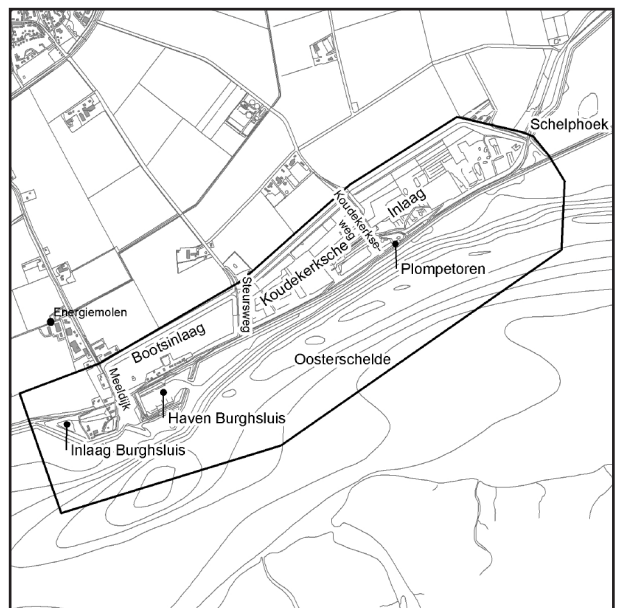 Schelphoek
Inlaag
Koudekerkse-
weg
Koudekerksche
Plompetoren
Steursweg
Energiemolen
Bootsinlaag
Oosterschelde
Meeldijk
Haven Burghsluis
Inlaag Burghsluis